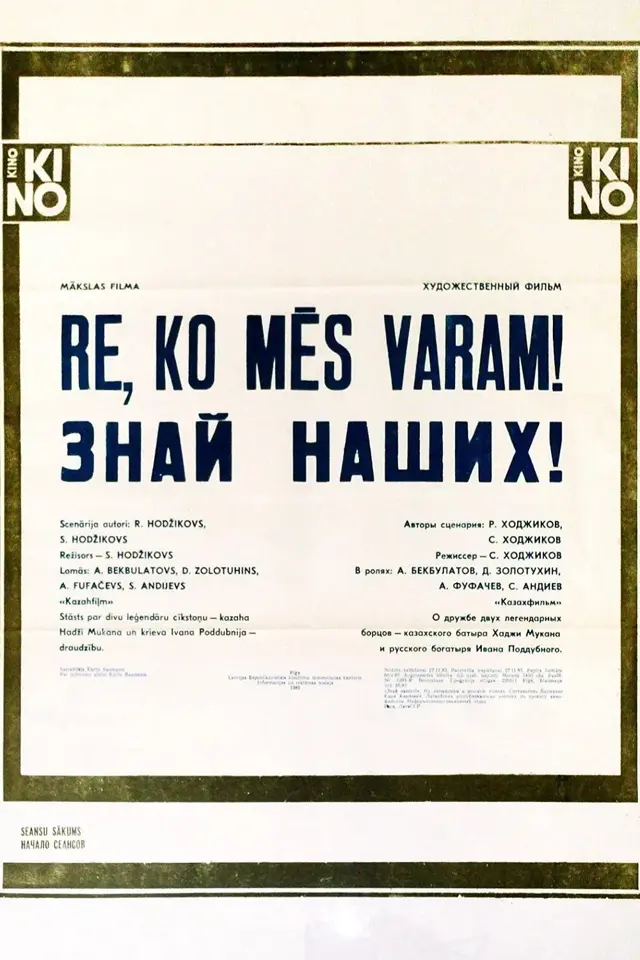 KINO KINO
KINO KINO
MĀKSLAS FILMA
ХУДОЖЕСТВЕННЫЙ ФИЛЬМ
RE, KO MĒS VARAM!
ЗНАЙ НАШИХ!
Scenārija autori: R. HODŽIKOVS,
S. HODŽIKOVS
Režisors — S. HODŽIKOVS
Lomās: A. BEKBULATOVS, D. ZOLOTUHINS,
A. FUFAČEVS, S. ANDIJEVS
«Kazahfilm»
Stāsts par divu leģendāru cīkstoņu — kazaha
Hadži Mukana un krieva Ivana Poddubnija —
draudzību.
Авторы сценария: Р. ХОДЖИКОВ,
С. ХОДЖИКОВ
Режиссер — С. ХОДЖИКОВ
В ролях: А. БЕКБУЛАТОВ, Д. ЗОЛОТУХИН,
А. ФУФАЧЕВ, С. АНДИЕВ
«Казахфильм»
О дружбе двух легендарных
борцов — казахского батыра Хаджи Мукана
и русского богатыря Ивана Поддубного.
Rīga
SEANSU SĀKUMS
НАЧАЛО СЕАНСОВ